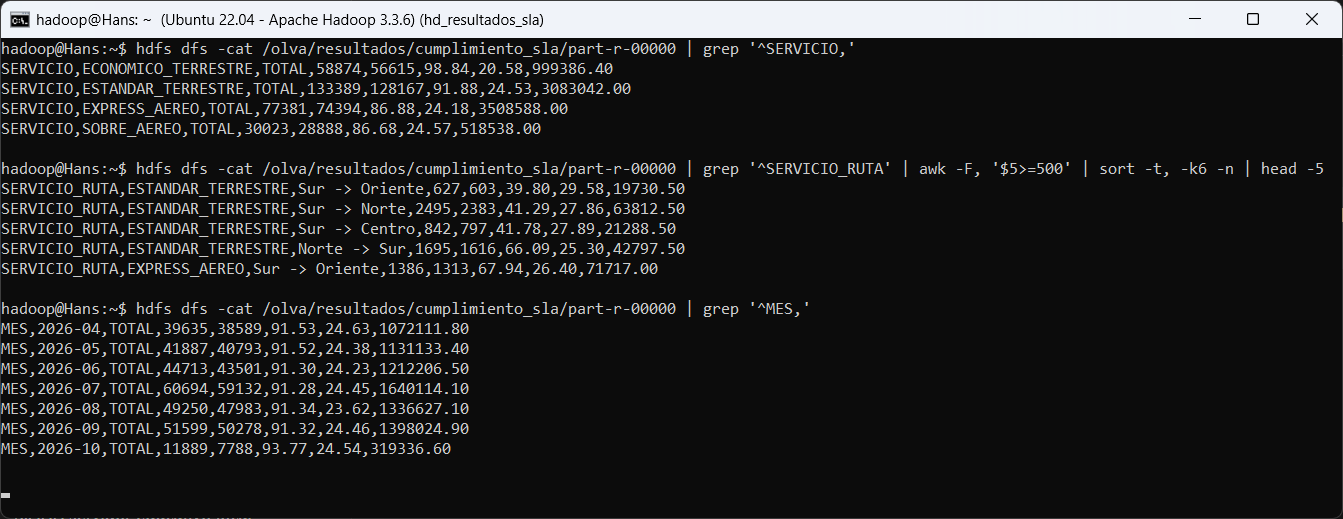 hadoop@Hans: ~  (Ubuntu 22.04 - Apache Hadoop 3.3.6) (hd_resultados_sla)
hadoop@Hans:~$ hdfs dfs -cat /olva/resultados/cumplimiento_sla/part-r-00000 | grep '^SERVICIO,'
SERVICIO,ECONOMICO_TERRESTRE,TOTAL,58874,56615,98.84,20.58,999386.40
SERVICIO,ESTANDAR_TERRESTRE,TOTAL,133389,128167,91.88,24.53,3083042.00
SERVICIO,EXPRESS_AEREO,TOTAL,77381,74394,86.88,24.18,3508588.00
SERVICIO,SOBRE_AEREO,TOTAL,30023,28888,86.68,24.57,518538.00
hadoop@Hans:~$ hdfs dfs -cat /olva/resultados/cumplimiento_sla/part-r-00000 | grep '^SERVICIO_RUTA' | awk -F, '$5>=500' | sort -t, -k6 -n | head -5
SERVICIO_RUTA,ESTANDAR_TERRESTRE,Sur -> Oriente,627,603,39.80,29.58,19730.50
SERVICIO_RUTA,ESTANDAR_TERRESTRE,Sur -> Norte,2495,2383,41.29,27.86,63812.50
SERVICIO_RUTA,ESTANDAR_TERRESTRE,Sur -> Centro,842,797,41.78,27.89,21288.50
SERVICIO_RUTA,ESTANDAR_TERRESTRE,Norte -> Sur,1695,1616,66.09,25.30,42797.50
SERVICIO_RUTA,EXPRESS_AEREO,Sur -> Oriente,1386,1313,67.94,26.40,71717.00
hadoop@Hans:~$ hdfs dfs -cat /olva/resultados/cumplimiento_sla/part-r-00000 | grep '^MES,'
MES,2026-04,TOTAL,39635,38589,91.53,24.63,1072111.80
MES,2026-05,TOTAL,41887,40793,91.52,24.38,1131133.40
MES,2026-06,TOTAL,44713,43501,91.30,24.23,1212206.50
MES,2026-07,TOTAL,60694,59132,91.28,24.45,1640114.10
MES,2026-08,TOTAL,49250,47983,91.34,23.62,1336627.10
MES,2026-09,TOTAL,51599,50278,91.32,24.46,1398024.90
MES,2026-10,TOTAL,11889,7788,93.77,24.54,319336.60